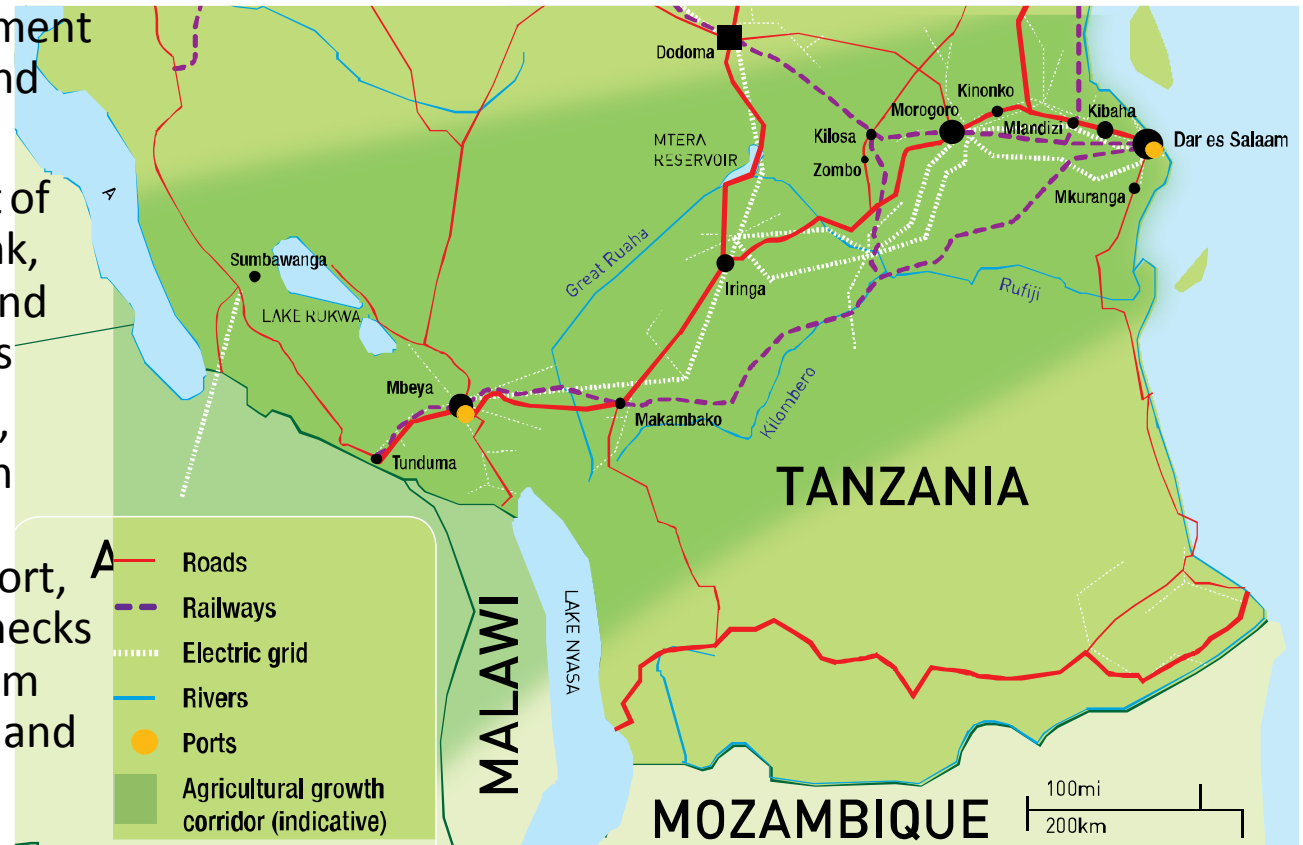 ment
nd
t of
nk,
nd
s
,
n
ort,
necks
m
and
Dodoma
Kinonko
Morogoro
Kibaha
Mlandizi
Kilosa
MTERA
RESERVOIR
Dar es Salaam
Zombo
Mkuranga
A
Sumbawanga
Great Ruaha
Iringa
Rufiji
LAKE RUKWA
Mbeya
Kilombero
Makambako
Tunduma
TANZANIA
A
Roads
Railways
Electric grid
Rivers
Ports
Agricultural growth
corridor (indicative)
MALAWI
LAKE NYASA
MOZAMBIQUE
100mi
200km